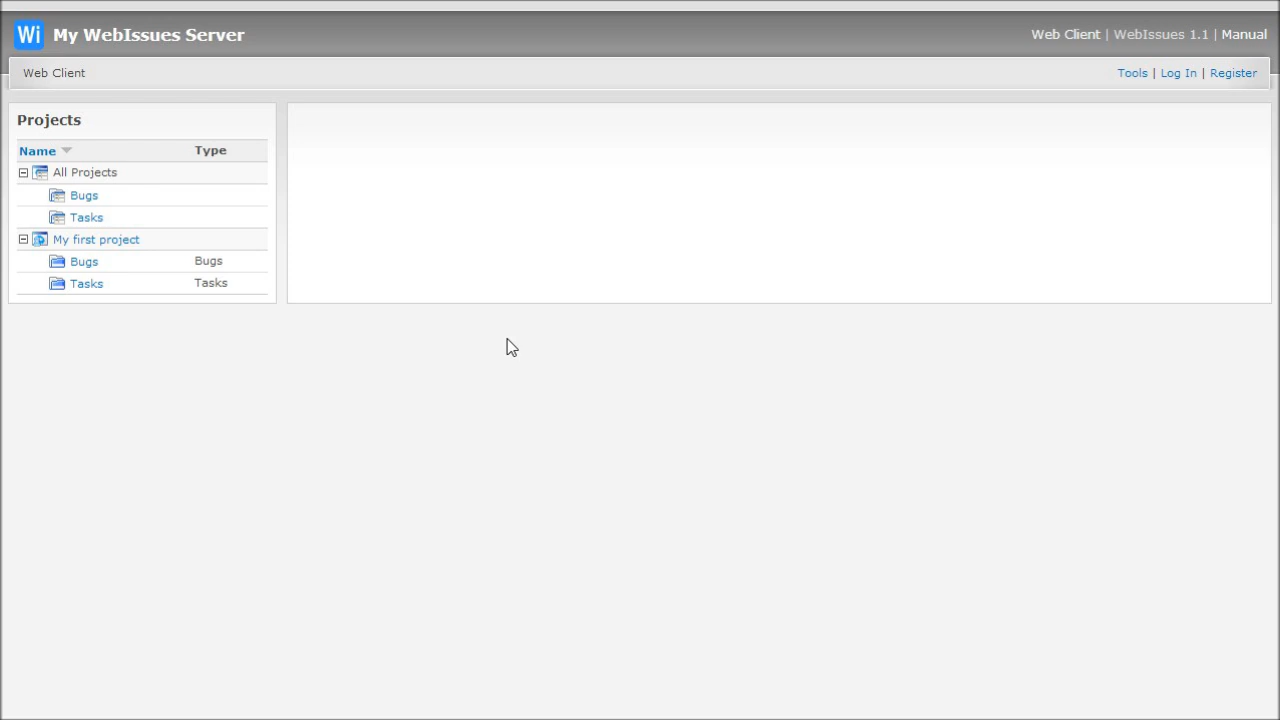 Wi My WebIssues Server
Web Client | WebIssues 1.1 | Manual
Web Client
Tools | Log In | Register
Projects
Name Type
All Projects
Bugs
Tasks
My first project
Bugs Bugs
Tasks Tasks